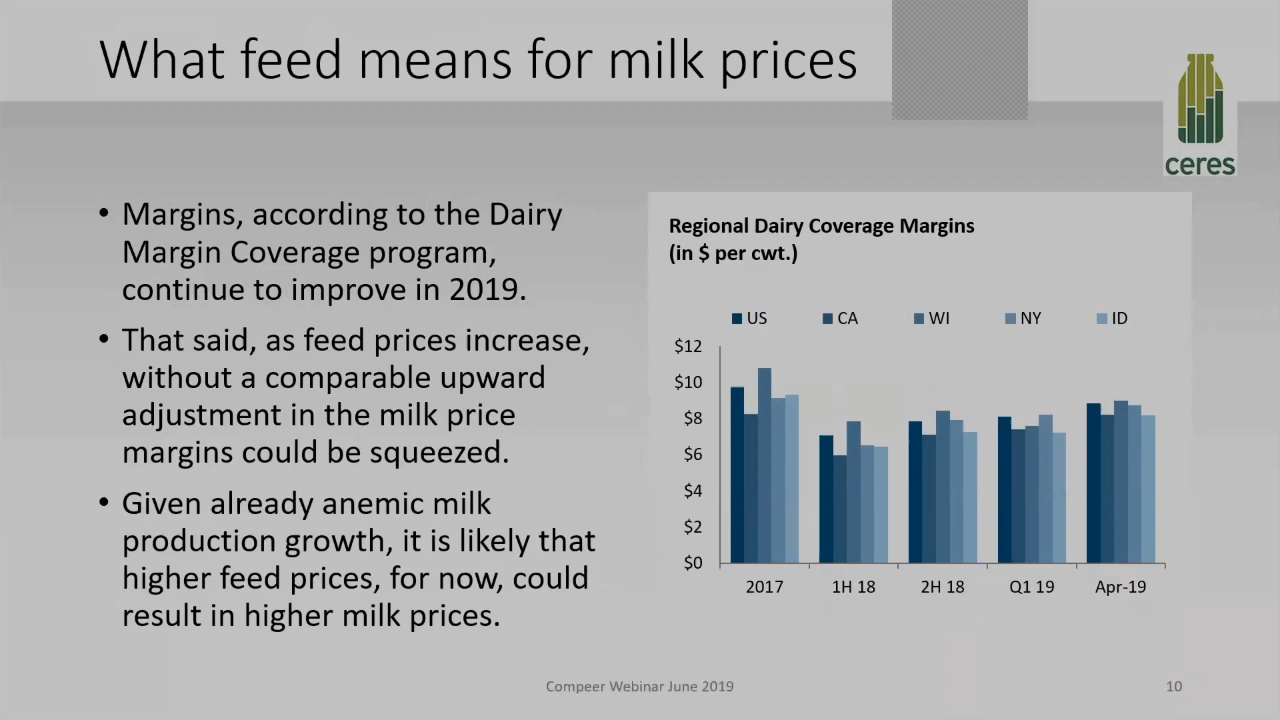 What feed means for milk prices
ceres
• Margins, according to the Dairy
Margin Coverage program,
continue to improve in 2019.
• That said, as feed prices increase,
without a comparable upward
adjustment in the milk price
margins could be squeezed.
• Given already anemic milk
production growth, it is likely that
higher feed prices, for now, could
result in higher milk prices.
Regional Dairy Coverage Margins
(in $ per cwt.)
US CA WI NY ID
$12
$10
$8
$6
$4
$2
$0
2017 1H 18 2H 18 Q1 19 Apr-19
Compeer Webinar June 2019
10